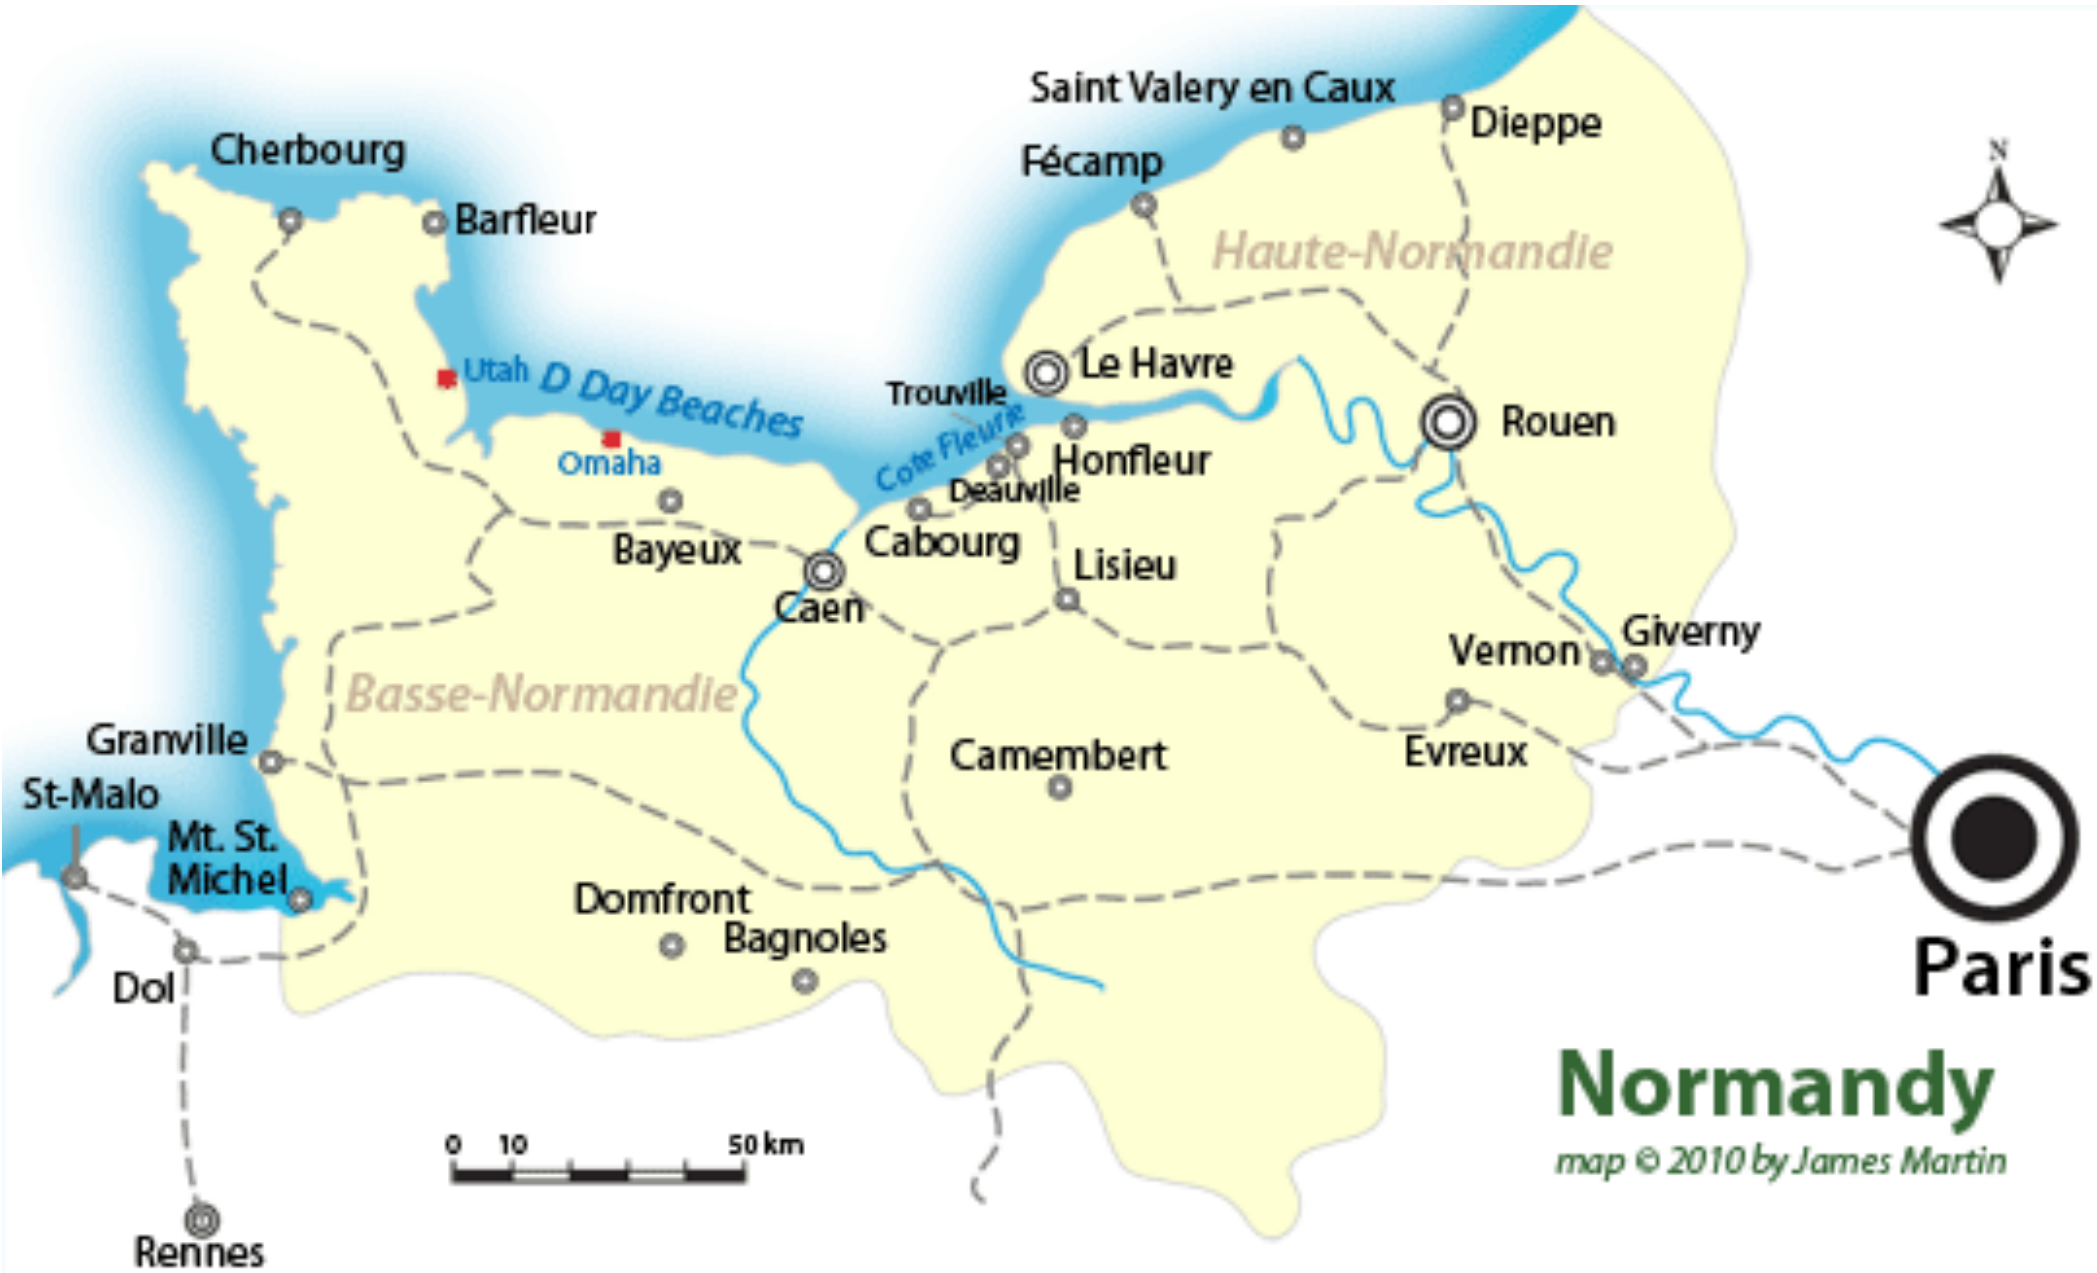 Saint Valery en Caux
Dieppe
Cherbourg
Fécamp
N
Barfleur
Haute-Normandie
Utah
D Day Beaches
Le Havre
Trouville
Cote Fleurie
Rouen
Omaha
Honfleur
Deauville
Bayeux
Cabourg
Lisieu
Caen
Giverny
Vernon
Basse-Normandie
Granville
Camembert
Evreux
St-Malo
Mt. St.
Michel
Domfront
Bagnoles
Paris
Dol
Normandy
0 10 50 km
map © 2010 by James Martin
Rennes